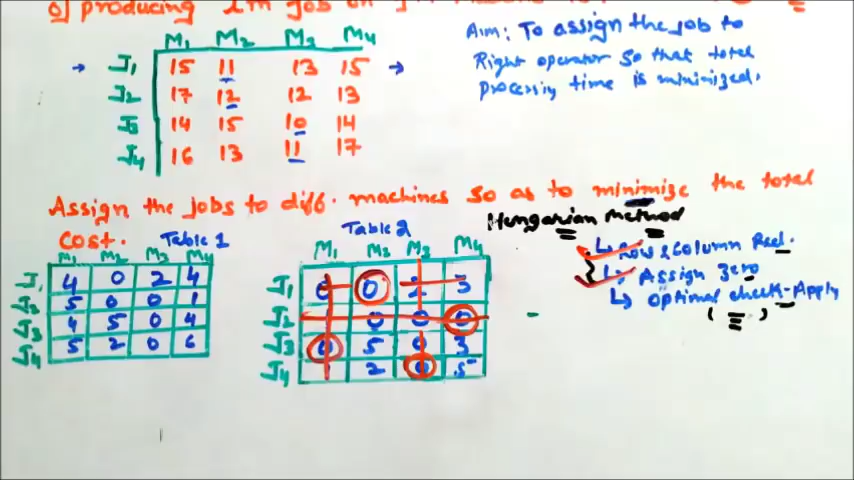 of producing
M1 M2 M3 M4
J1 15 11 13 15
J2 17 12 12 13
J3 14 15 10 14
J4 16 13 11 17
Aim: To assign the job to
Right operator so that total
processiy time is minimized.
Assign the jobs to diff. machines so as to minimize the total
cost.
Table 1
M1 M2 M3 M4
J1 4 0 2 4
J2 5 0 0 1
J3 4 5 0 4
J4 5 2 0 6
Table 2
M1 M2 M3 M4
J1 0 0 2 3
J2 0 0 0
J3 0 5 0 3
J4 2 0 5
Hungarian Method
Row & Column Red.
Assign zero
optimal check-Apply